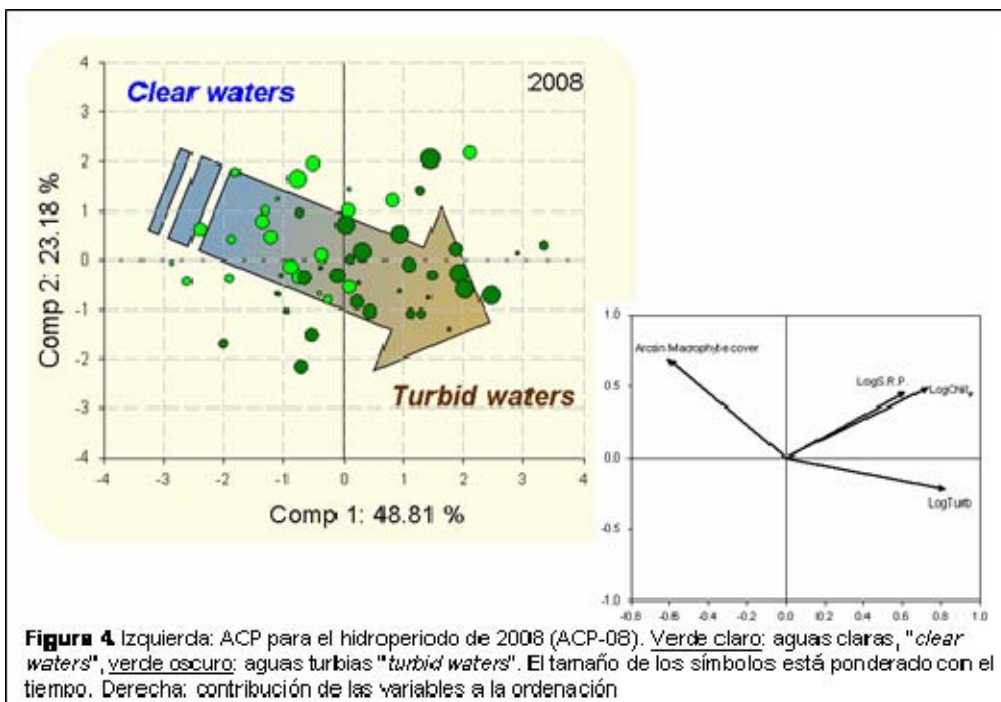 4
3
2
1
0
-1
-2
-3
-4
-4 -3 -2 -1 0 1 2 3 4
Clear waters
2008
Turbid waters
Comp 2: 23.18 %
Comp 1: 48.81 %
1.0
0.5
0.0
0.5
1.0
-0.8 -0.6 -0.4 -0.2 0.0 0.2 0.4 0.6 0.8 1.0
Arcsin Macrophyte cover
LogS.R.P.
LogTurb
Figura 4. Izquierda: ACP para el hidroperiodo de 2008 (ACP-08). Verde claro: aguas claras, "clear
waters", verde oscuro: aguas turbias "turbid waters". El tamaño de los símbolos está ponderado con el
tiempo. Derecha: contribución de las variables a la ordenación